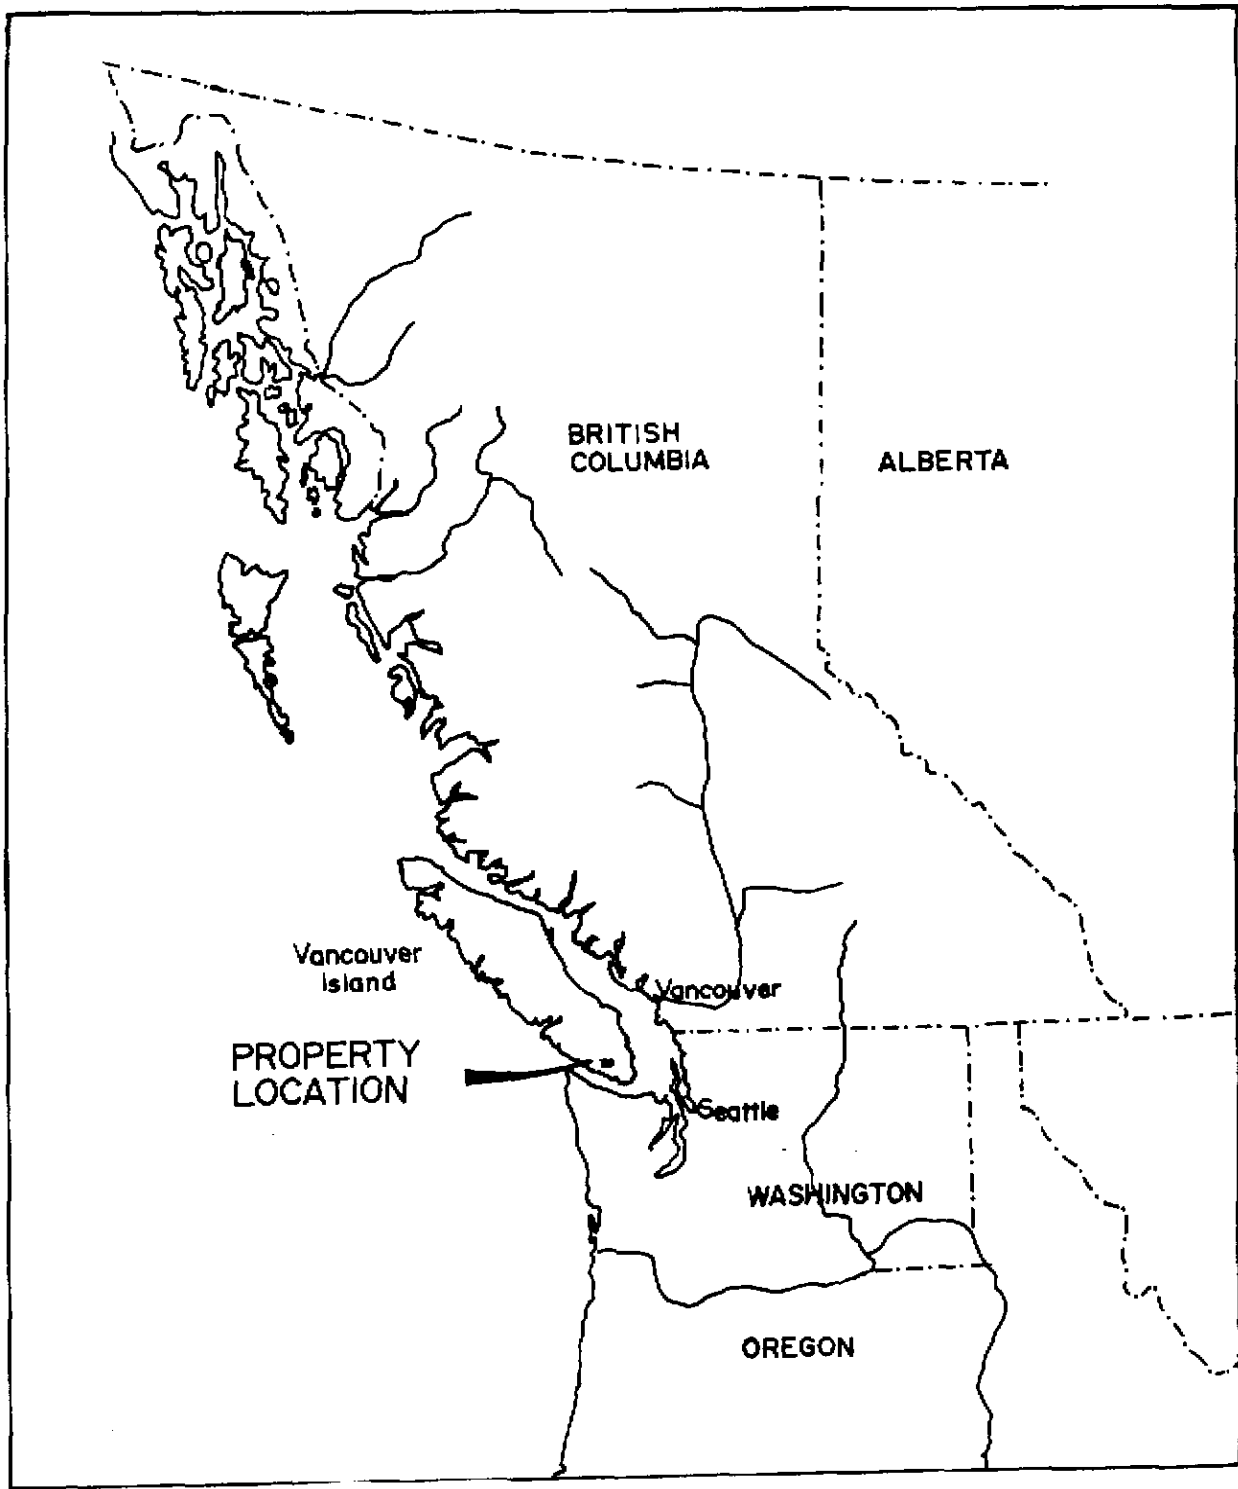 BRITISH
COLUMBIA
ALBERTA
Vancouver
Island
Vancouver
PROPERTY
LOCATION
Seattle
WASHINGTON
OREGON